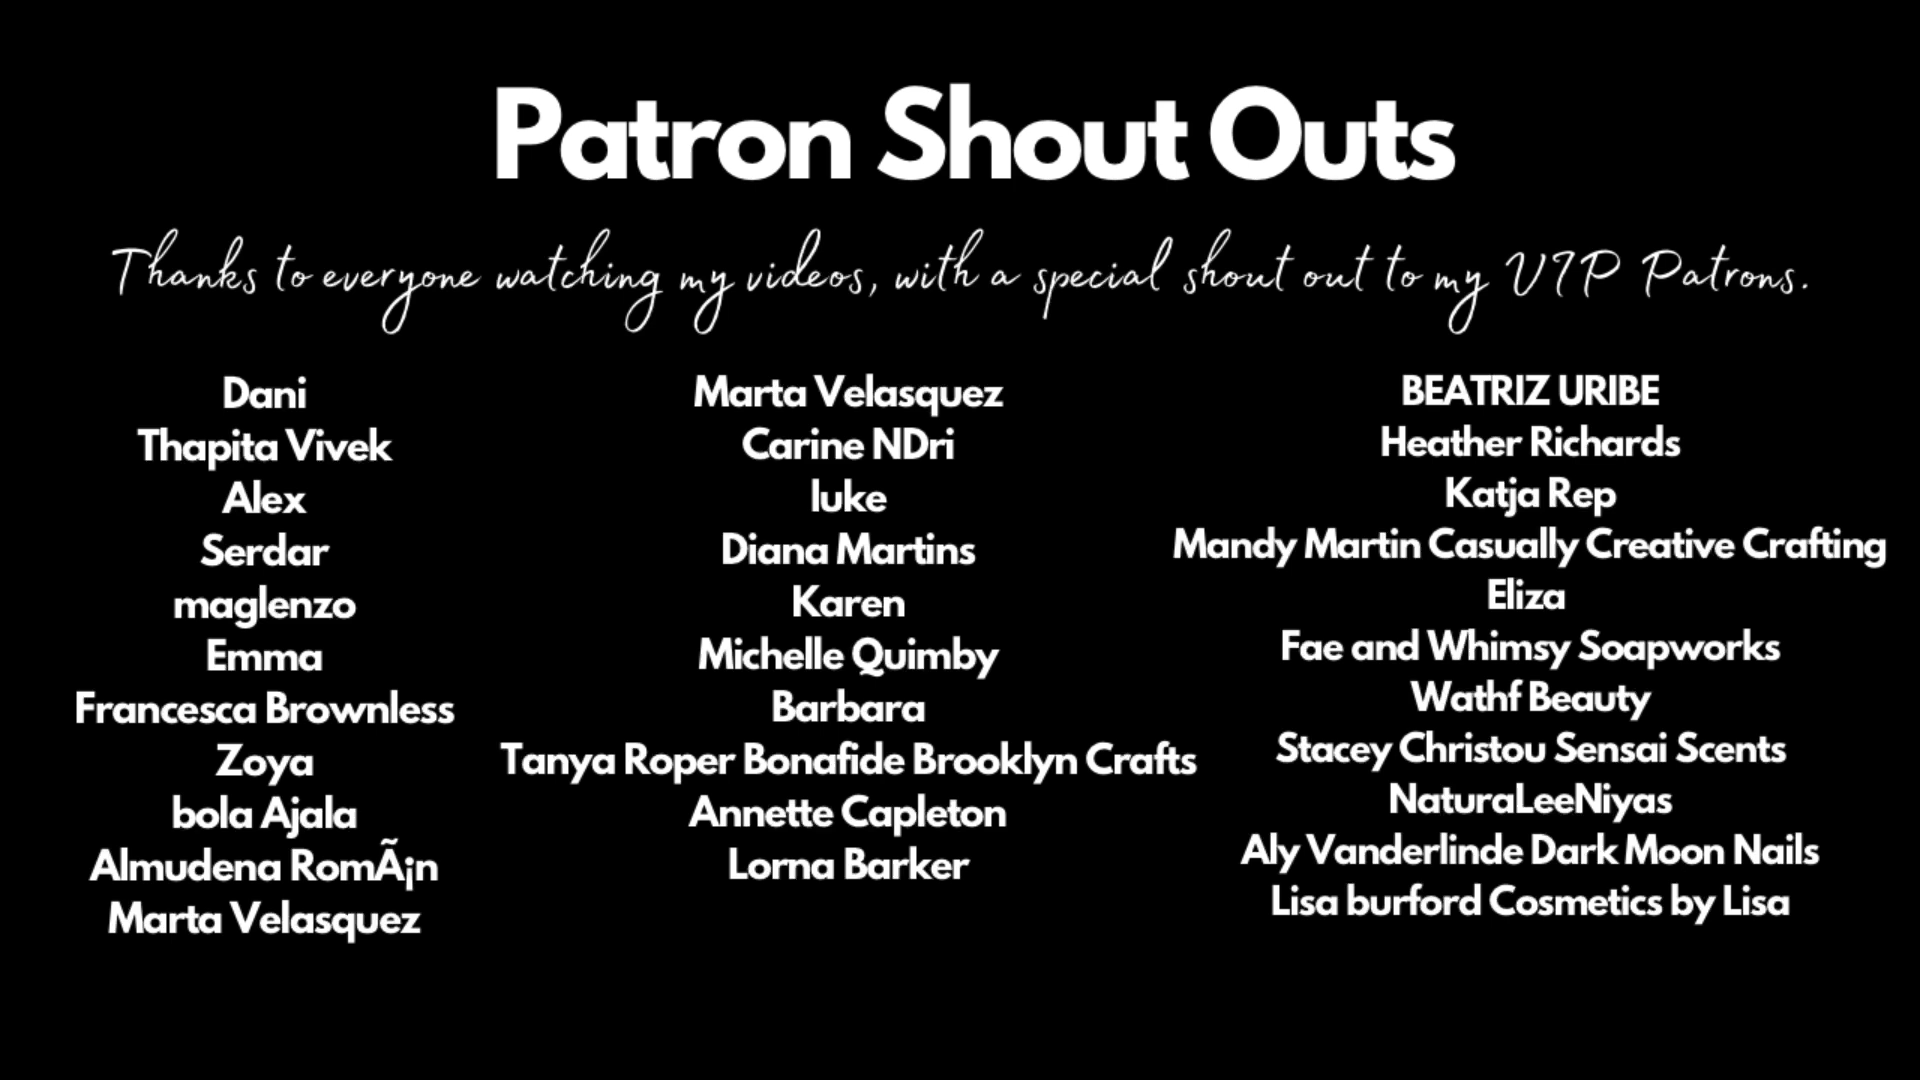 Patron Shout Outs
Thanks to everyone watching my videos, with a special shout out to my VIP Patrons.
Dani
Thapita Vivek
Alex
Serdar
maglenzo
Emma
Francesca Brownless
Zoya
bola Ajala
Almudena RomÃ¡n
Marta Velasquez
Marta Velasquez
Carine NDri
luke
Diana Martins
Karen
Michelle Quimby
Barbara
Tanya Roper Bonafide Brooklyn Crafts
Annette Capleton
Lorna Barker
BEATRIZ URIBE
Heather Richards
Katja Rep
Mandy Martin Casually Creative Crafting
Eliza
Fae and Whimsy Soapworks
Wathf Beauty
Stacey Christou Sensai Scents
NaturaLeeNiyas
Aly Vanderlinde Dark Moon Nails
Lisa burford Cosmetics by Lisa